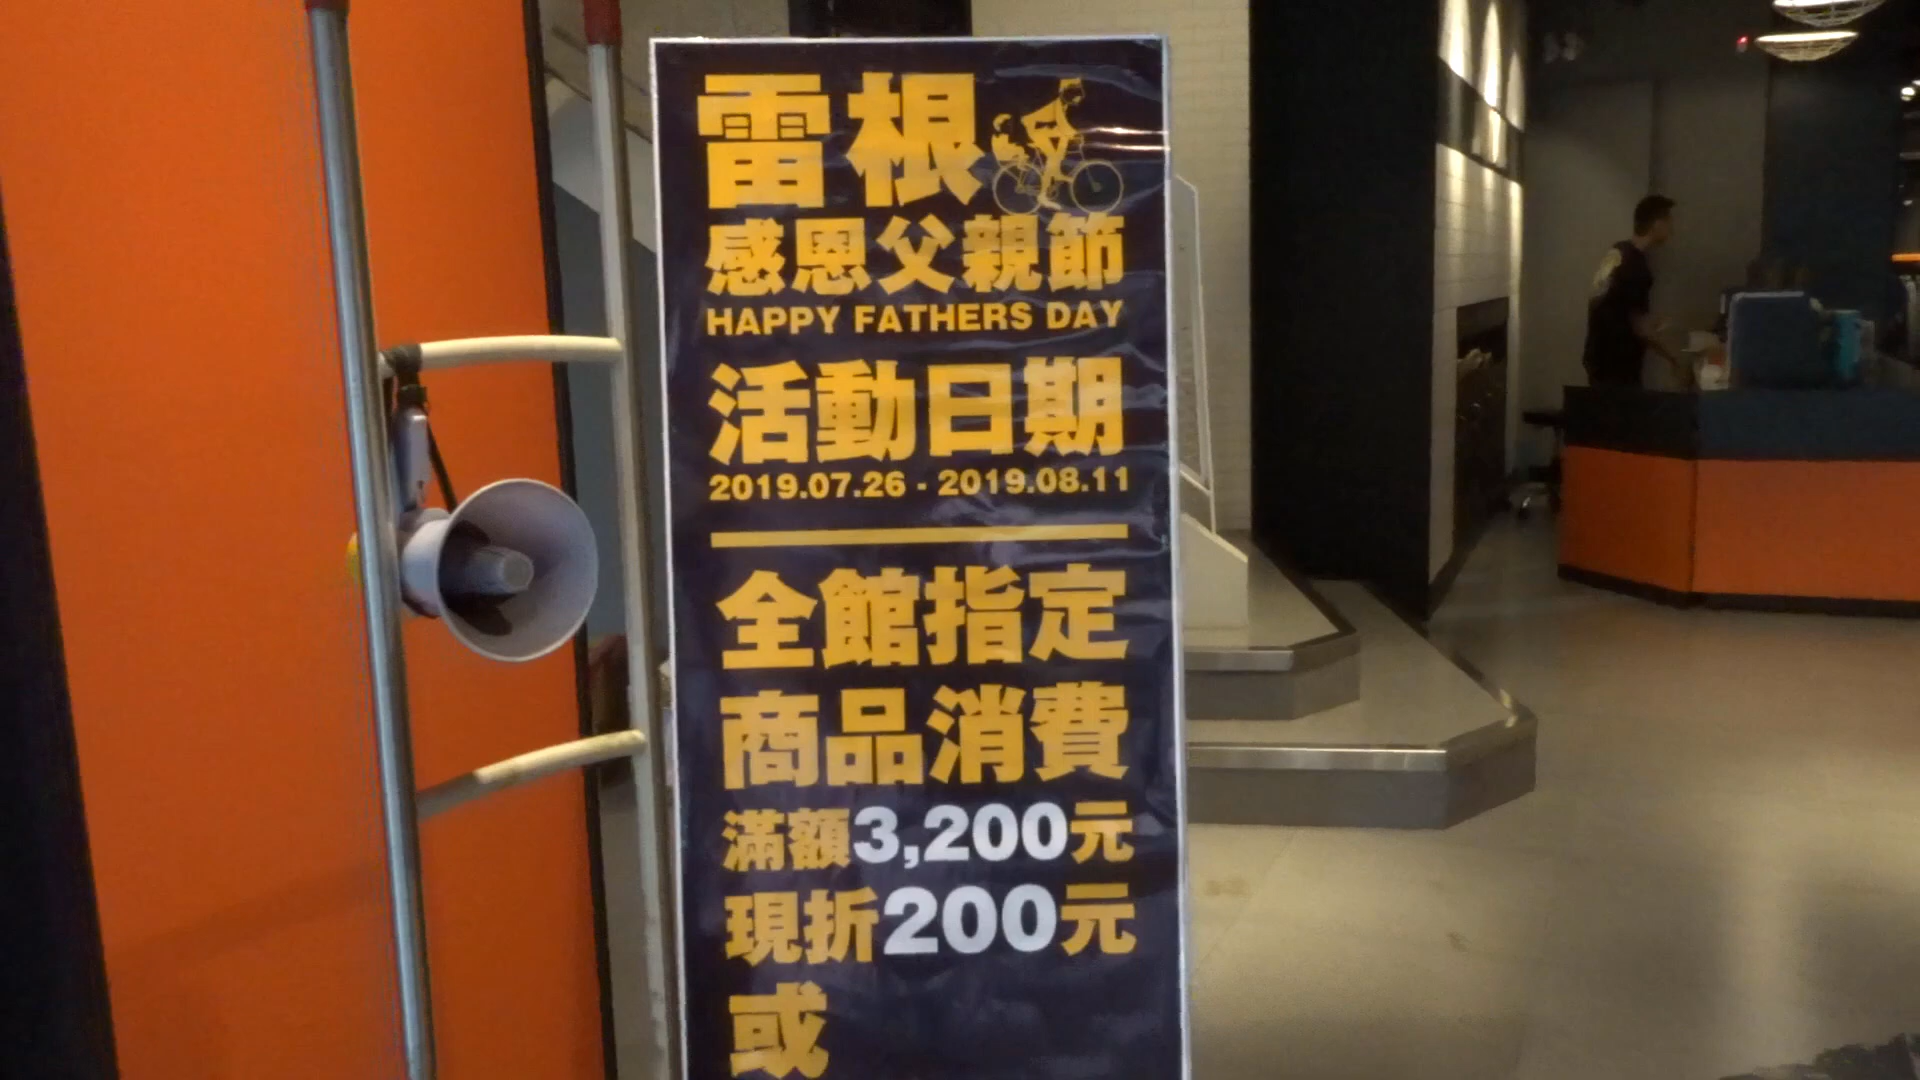 雷根
感恩父親節
HAPPY FATHERS DAY
活動日期
2019.07.26 - 2019.08.11
全館指定
商品消費
滿額3,200元
現折200元
或